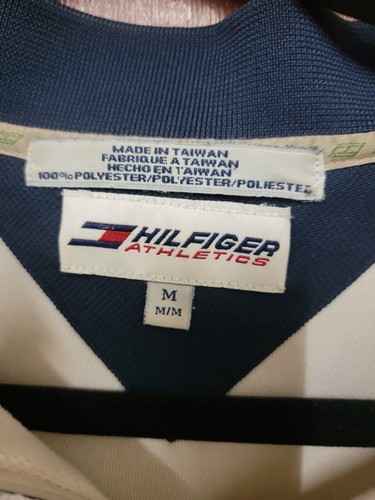 MADE IN TAIWAN
FABRIQUE A TAIWAN
HECHO EN TAIWAN
100% POLYESTER/POLYESTER/POLIESTER
HILFIGER
ATHLETICS
M
M/M